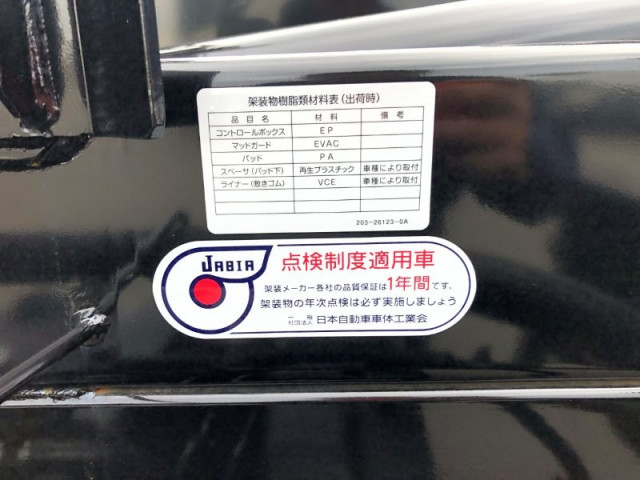 架装物樹脂類材料表(出荷時)
品目名 材料 備考
コントロールボックス EP
マッドガード EVAC
パッド PA
スペーサ(パッド下) 再生プラスチック 車種により取付
ライナー(敷きゴム) VCE 車種により取付
203-26123-0A
JABIA
点検制度適用車
架装メーカー各社の品質保証は1年間です。
架装物の年次点検は必ず実施しましょう
一般社団法人 日本自動車車体工業会